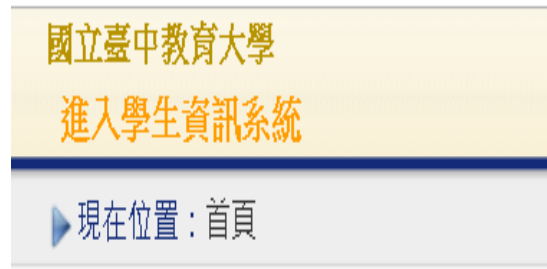 國立臺中教育大學
進入學生資訊系統
現在位置：首頁